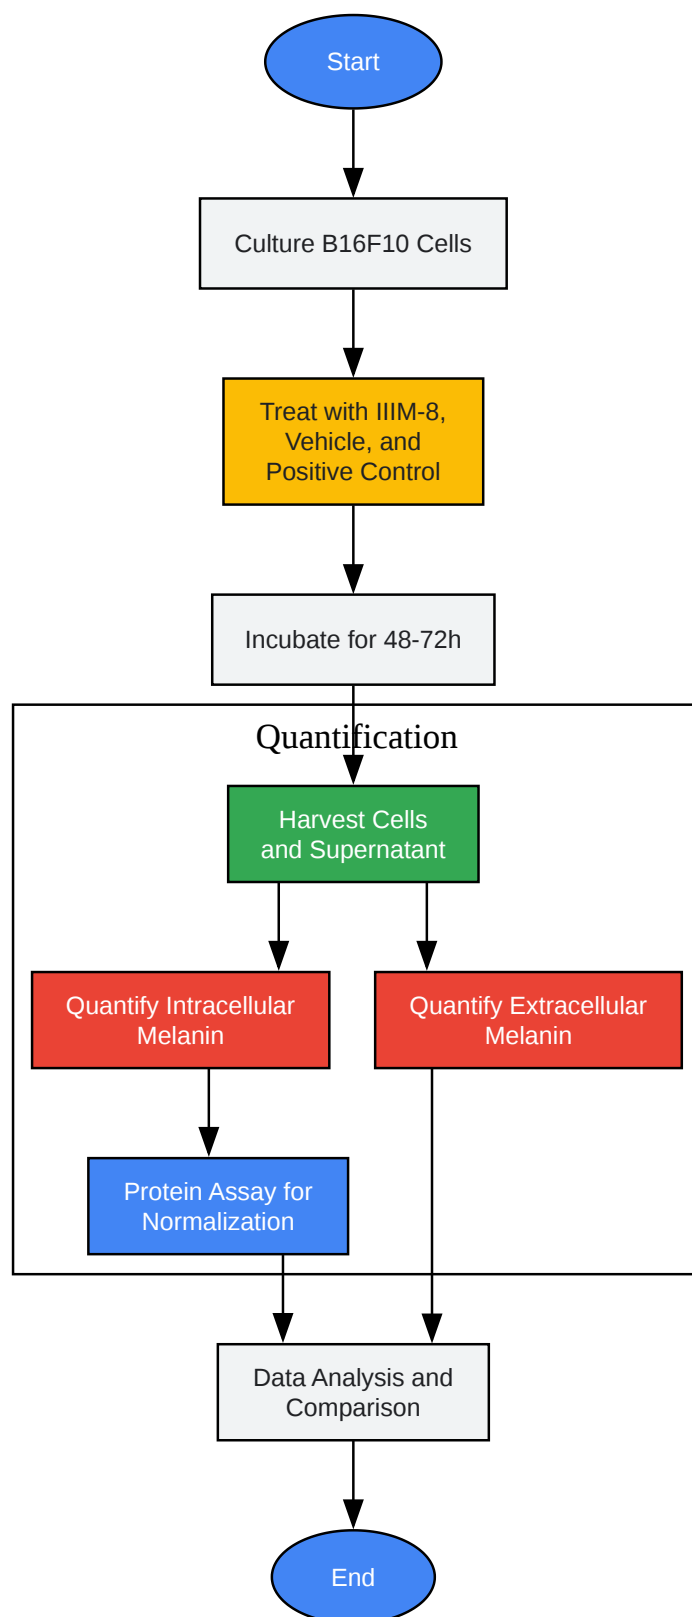 Start
Culture B16F10 Cells
Treat with IIIM-8,
Vehicle, and
Positive Control
Incubate for 48-72h
Quantification
Harvest Cells
and Supernatant
Quantify Intracellular
Melanin
Quantify Extracellular
Melanin
Protein Assay for
Normalization
Data Analysis and
Comparison
End